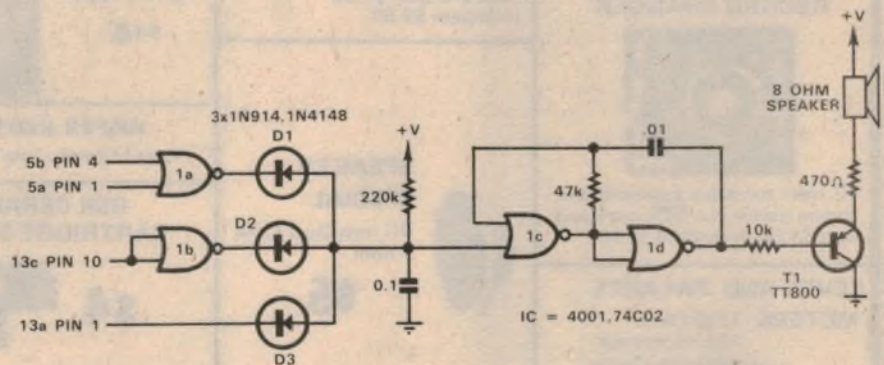 +V
8 OHM
SPEAKER
3x1N914,1N4148
D1
5b PIN 4
5a PIN 1
1a
+V
.01
220k
47k
470Ω
D2
13c PIN 10
1b
1c
1d
10k
T1
TT800
0.1
IC = 4001,74C02
13a PIN 1
D3